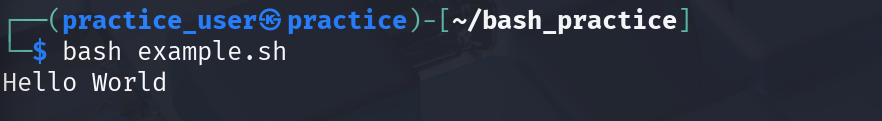 ┌──(practice_user㉿practice)-[~/bash_practice]
└─$ bash example.sh
Hello World